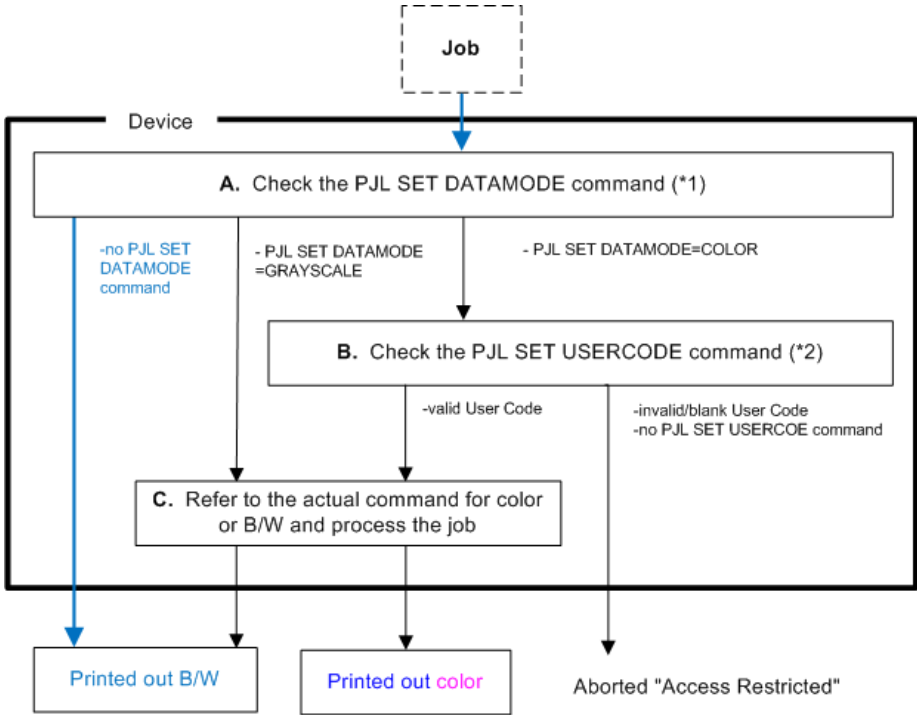 Job
Device
A. Check the PJL SET DATAMODE command (*1)
-no PJL SET
DATAMODE
command
- PJL SET DATAMODE
=GRAYSCALE
- PJL SET DATAMODE=COLOR
B. Check the PJL SET USERCODE command (*2)
-valid User Code
-invalid/blank User Code
-no PJL SET USERCOE command
C. Refer to the actual command for color
or B/W and process the job
Printed out B/W
Printed out color
Aborted "Access Restricted"